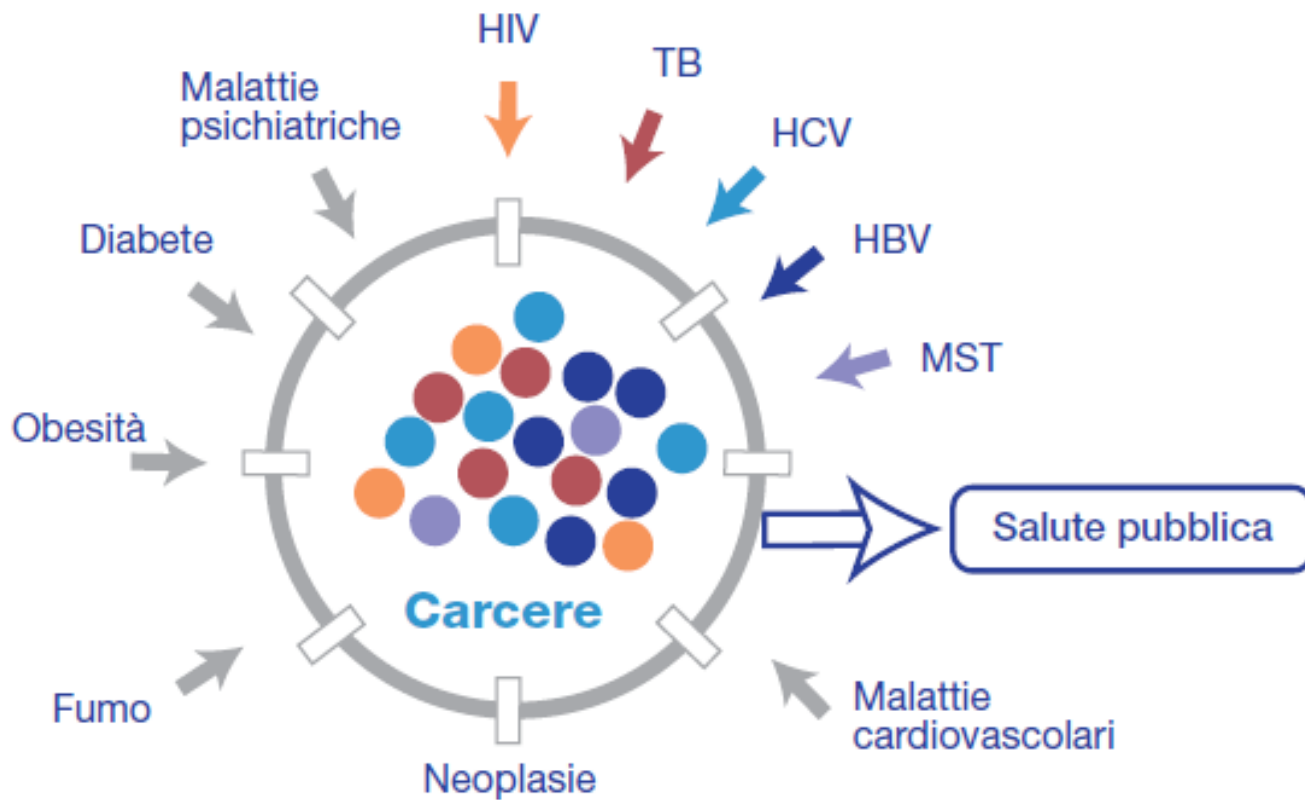 HIV
TB
Malattie
psichiatriche
HCV
Diabete
HBV
MST
Obesità
Salute pubblica
Carcere
Fumo
Malattie
cardiovascolari
Neoplasie